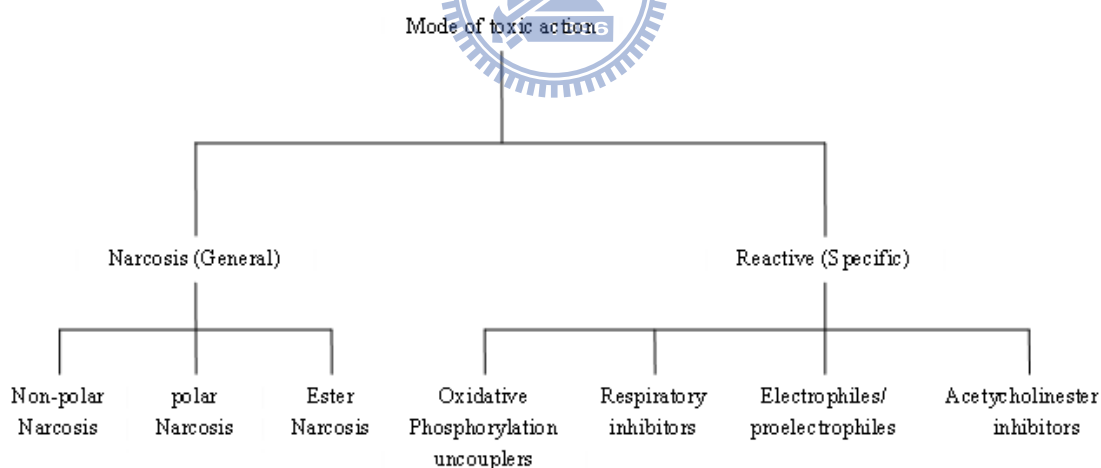 Mode of toxic action
Narcosis (General)
Reactive (Specific)
Non-polar
Narcosis
polar
Narcosis
Ester
Narcosis
Oxidative
Phosphorylation
uncouplers
Respiratory
inhibitors
Electrophiles/
proelectrophiles
Acetycholinester
inhibitors